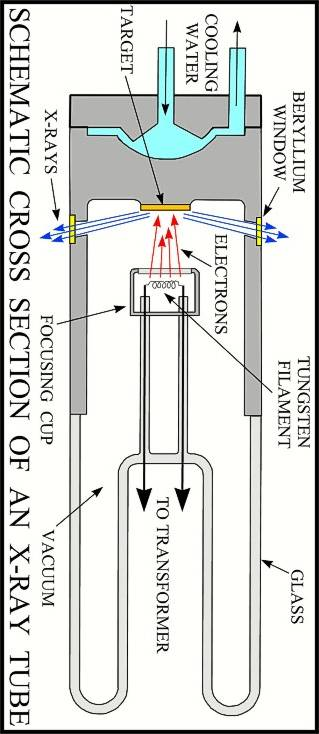 BERYLLIUM
WINDOW
TUNGSTEN
FILAMENT
GLASS
COOLING
WATER
ELECTRONS
TO TRANSFORMER
TARGET
X-RAYS
FOCUSING CUP
VACUUM
SCHEMATIC CROSS SECTION OF AN X-RAY TUBE